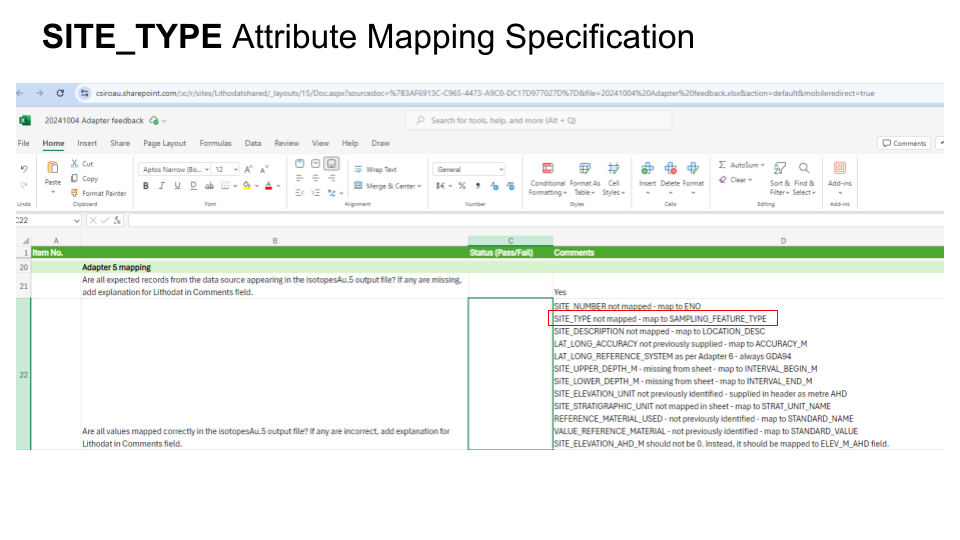 SITE_TYPE Attribute Mapping Specification
csiroau.sharepoint.com/:x:/r/sites/Lithodatshared/_layouts/15/Doc.aspx?sourcedoc=%7B3AF6913C-C965-4473-A9C0-DC17D977027D%7D&file=20241004%20Adapter%20feedback.xlsx&action=default&mobileredirect=true
20241004 Adapter feedback
Search for tools, help, and more (Alt + Q)
File Home Insert Share Page Layout Formulas Data Review View Help Draw
Comments
Cut
Copy
Format Painter
Paste
Aptos Narrow (Bo... 12
Wrap Text
Merge & Center
General
Conditional Formatting
Format As Table
Cell Styles
Insert Delete Format
AutoSum
Clear
Sort & Filter
Find & Select
Add-ins
Undo Clipboard Font Alignment Number Styles Cells Editing Add-ins
C22
A B C D
1 Item No. Status (Pass/Fail) Comments
20 Adapter 5 mapping
21 Are all expected records from the data source appearing in the isotopesAu.5 output file? If any are missing,
add explanation for Lithodat in Comments field. Yes
22
SITE_NUMBER not mapped - map to ENO
SITE_TYPE not mapped - map to SAMPLING_FEATURE_TYPE
SITE_DESCRIPTION not mapped - map to LOCATION_DESC
LAT_LONG_ACCURACY not previously supplied - map to ACCURACY_M
LAT_LONG_REFERENCE_SYSTEM as per Adapter 6 - always GDA94
SITE_UPPER_DEPTH_M - missing from sheet - map to INTERVAL_BEGIN_M
SITE_LOWER_DEPTH_M - missing from sheet - map to INTERVAL_END_M
SITE_ELEVATION_UNIT not previously identified - supplied in header as metre AHD
SITE_STRATIGRAPHIC_UNIT not mapped in sheet - map to STRAT_UNIT_NAME
REFERENCE_MATERIAL_USED - not previously identified - map to STANDARD_NAME
Are all values mapped correctly in the isotopesAu.5 output file? If any are incorrect, add explanation for
VALUE_REFERENCE_MATERIAL - not previously identified - map to STANDARD_VALUE
Lithodat in Comments field.
SITE_ELEVATION_AHD_M should not be 0. Instead, it should be mapped to ELEV_M_AHD field.